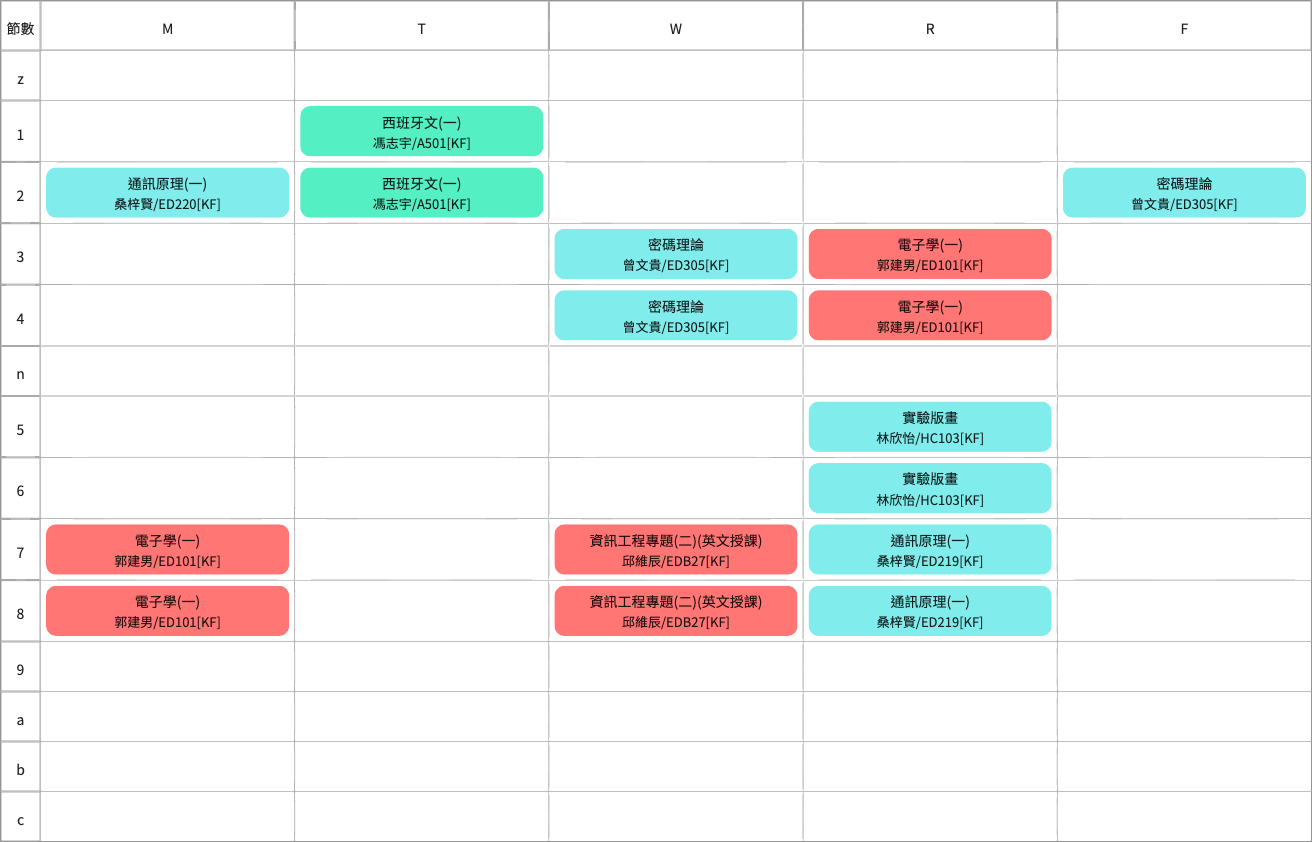 節數 M T W R F
z
1
西班牙文(一)
馮志宇/A501[KF]
2
通訊原理(一)
桑梓賢/ED220[KF]
西班牙文(一)
馮志宇/A501[KF]
密碼理論
曾文貴/ED305[KF]
3
密碼理論
曾文貴/ED305[KF]
電子學(一)
郭建男/ED101[KF]
4
密碼理論
曾文貴/ED305[KF]
電子學(一)
郭建男/ED101[KF]
n
5
實驗版畫
林欣怡/HC103[KF]
6
實驗版畫
林欣怡/HC103[KF]
7
電子學(一)
郭建男/ED101[KF]
資訊工程專題(二)(英文授課)
邱維辰/EDB27[KF]
通訊原理(一)
桑梓賢/ED219[KF]
8
電子學(一)
郭建男/ED101[KF]
資訊工程專題(二)(英文授課)
邱維辰/EDB27[KF]
通訊原理(一)
桑梓賢/ED219[KF]
9
a
b
c